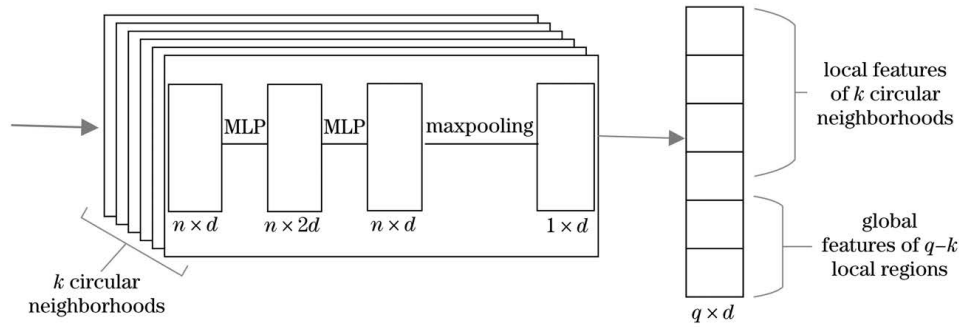 MLP
MLP
maxpooling
n × d
n × 2d
n × d
1 × d
k circular
neighborhoods
local features
of k circular
neighborhoods
global
features of q–k
local regions
q × d